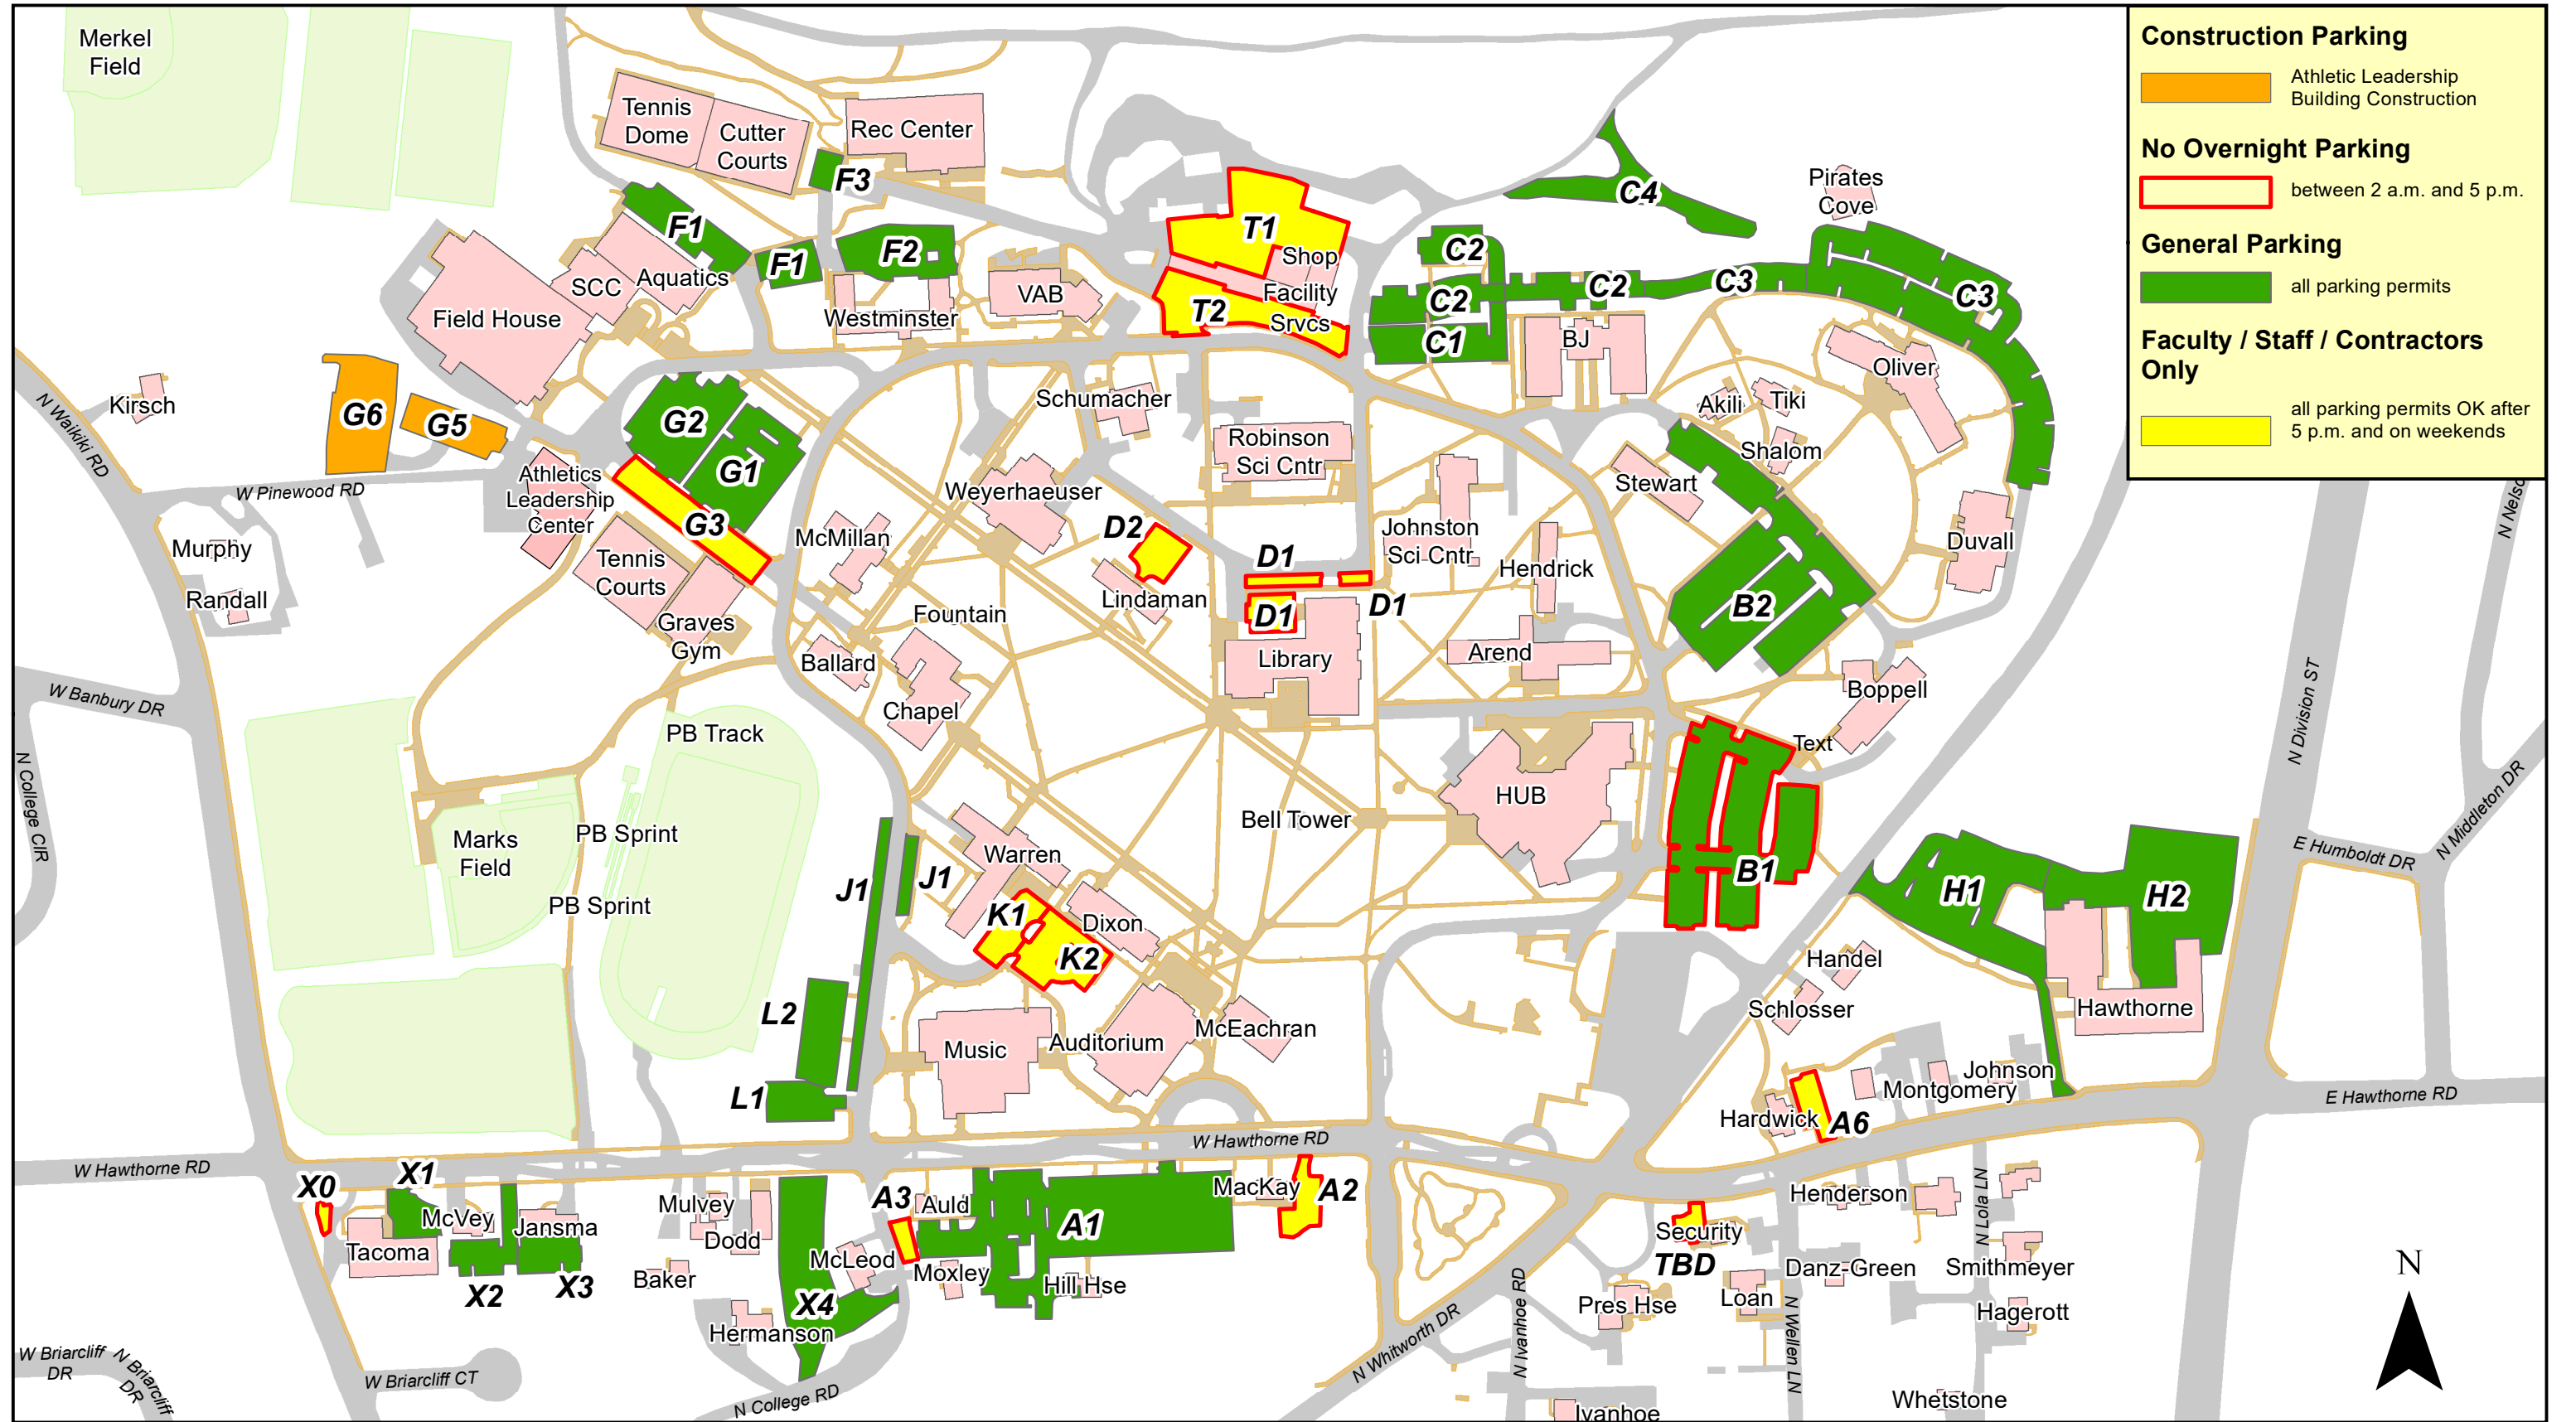 Merkel
Field
Tennis
Dome
Cutter
Courts
Rec Center
F3
F1
F1
F2
SCC
Aquatics
Field House
Westminster
VAB
T1
Shop
Facility
T2
Srvcs
C4
Pirates
Cove
C2
C2
C2
C3
C3
C1
BJ
Oliver
Akili
Tiki
Shalom
Stewart
Duvall
Construction Parking
Athletic Leadership
Building Construction
No Overnight Parking
between 2 a.m. and 5 p.m.
General Parking
all parking permits
Faculty / Staff / Contractors
Only
all parking permits OK after
5 p.m. and on weekends
Kirsch
N Waikiki RD
G6
G5
G2
G1
G3
W Pinewood RD
Athletics
Leadership
Center
Tennis
Courts
Graves
Gym
Murphy
Randall
McMillan
Schumacher
Weyerhaeuser
Robinson
Sci Cntr
D2
D1
D1
D1
Lindaman
Fountain
Johnston
Sci Cntr
Hendrick
Arend
Library
B2
Boppell
Text
N Division ST
W Banbury DR
N College CIR
Ballard
Chapel
PB Track
Marks
Field
PB Sprint
PB Sprint
Bell Tower
HUB
B1
H1
H2
E Humboldt DR
N Middleton DR
Warren
J1
J1
K1
K2
Dixon
L2
L1
Music
Auditorium
McEachran
Handel
Schlosser
Hawthorne
Johnson
Montgomery
Hardwick
A6
E Hawthorne RD
W Hawthorne RD
W Hawthorne RD
X0
X1
McVey
Jansma
Tacoma
X2
X3
Mulvey
Dodd
Baker
Hermanson
X4
McLeod
A3
Auld
Moxley
A1
Hill Hse
MacKay
A2
Security
TBD
Pres Hse
Loan
Henderson
Danz-Green
Smithmeyer
Hagerott
N Lola LN
N Wellen LN
N Ivanhoe RD
N Whitworth DR
Whetstone
Ivanhoe
W Briarcliff
DR
N Briarcliff
DR
W Briarcliff CT
N College RD
N